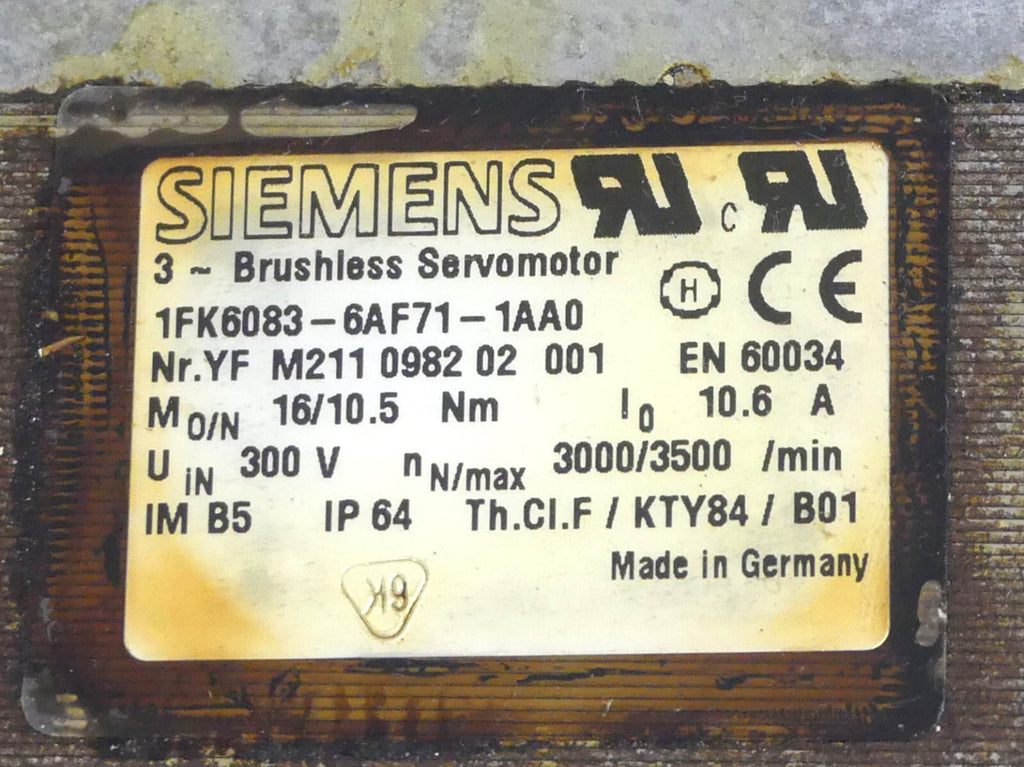 SIEMENS
3 ~ Brushless Servomotor
H CE
1FK6083-6AF71-1AA0
Nr.YF M211 0982 02 001 EN 60034
M O/N 16/10.5 Nm I 0 10.6 A
U iN 300 V n N/max 3000/3500 /min
IM B5 IP 64 Th.Cl.F / KTY84 / B01
Made in Germany